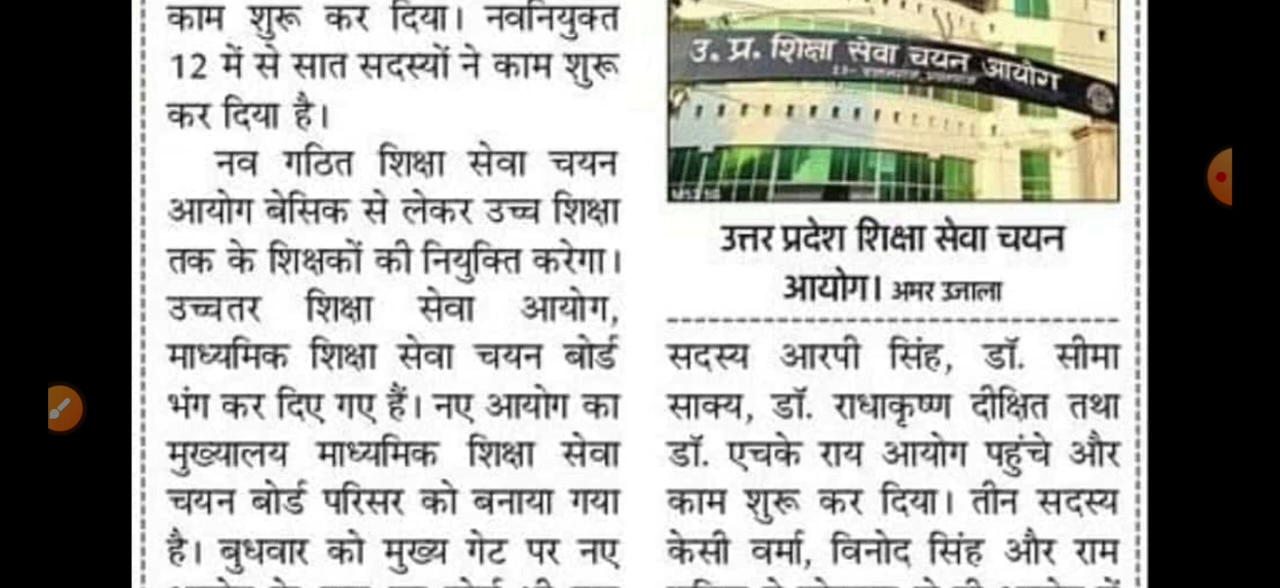 काम शुरू कर दिया। नवनियुक्त
12 में से सात सदस्यों ने काम शुरू
कर दिया है।
नव गठित शिक्षा सेवा चयन
आयोग बेसिक से लेकर उच्च शिक्षा
तक के शिक्षकों की नियुक्ति करेगा।
उच्चतर शिक्षा सेवा आयोग,
माध्यमिक शिक्षा सेवा चयन बोर्ड
भंग कर दिए गए हैं। नए आयोग का
मुख्यालय माध्यमिक शिक्षा सेवा
चयन बोर्ड परिसर को बनाया गया
है। बुधवार को मुख्य गेट पर नए
उ. प्र. शिक्षा सेवा चयन आयोग
उत्तर प्रदेश शिक्षा सेवा चयन
आयोग। अमर उजाला
सदस्य आरपी सिंह, डॉ. सीमा
साक्य, डॉ. राधाकृष्ण दीक्षित तथा
डॉ. एचके राय आयोग पहुंचे और
काम शुरू कर दिया। तीन सदस्य
केसी वर्मा, विनोद सिंह और राम